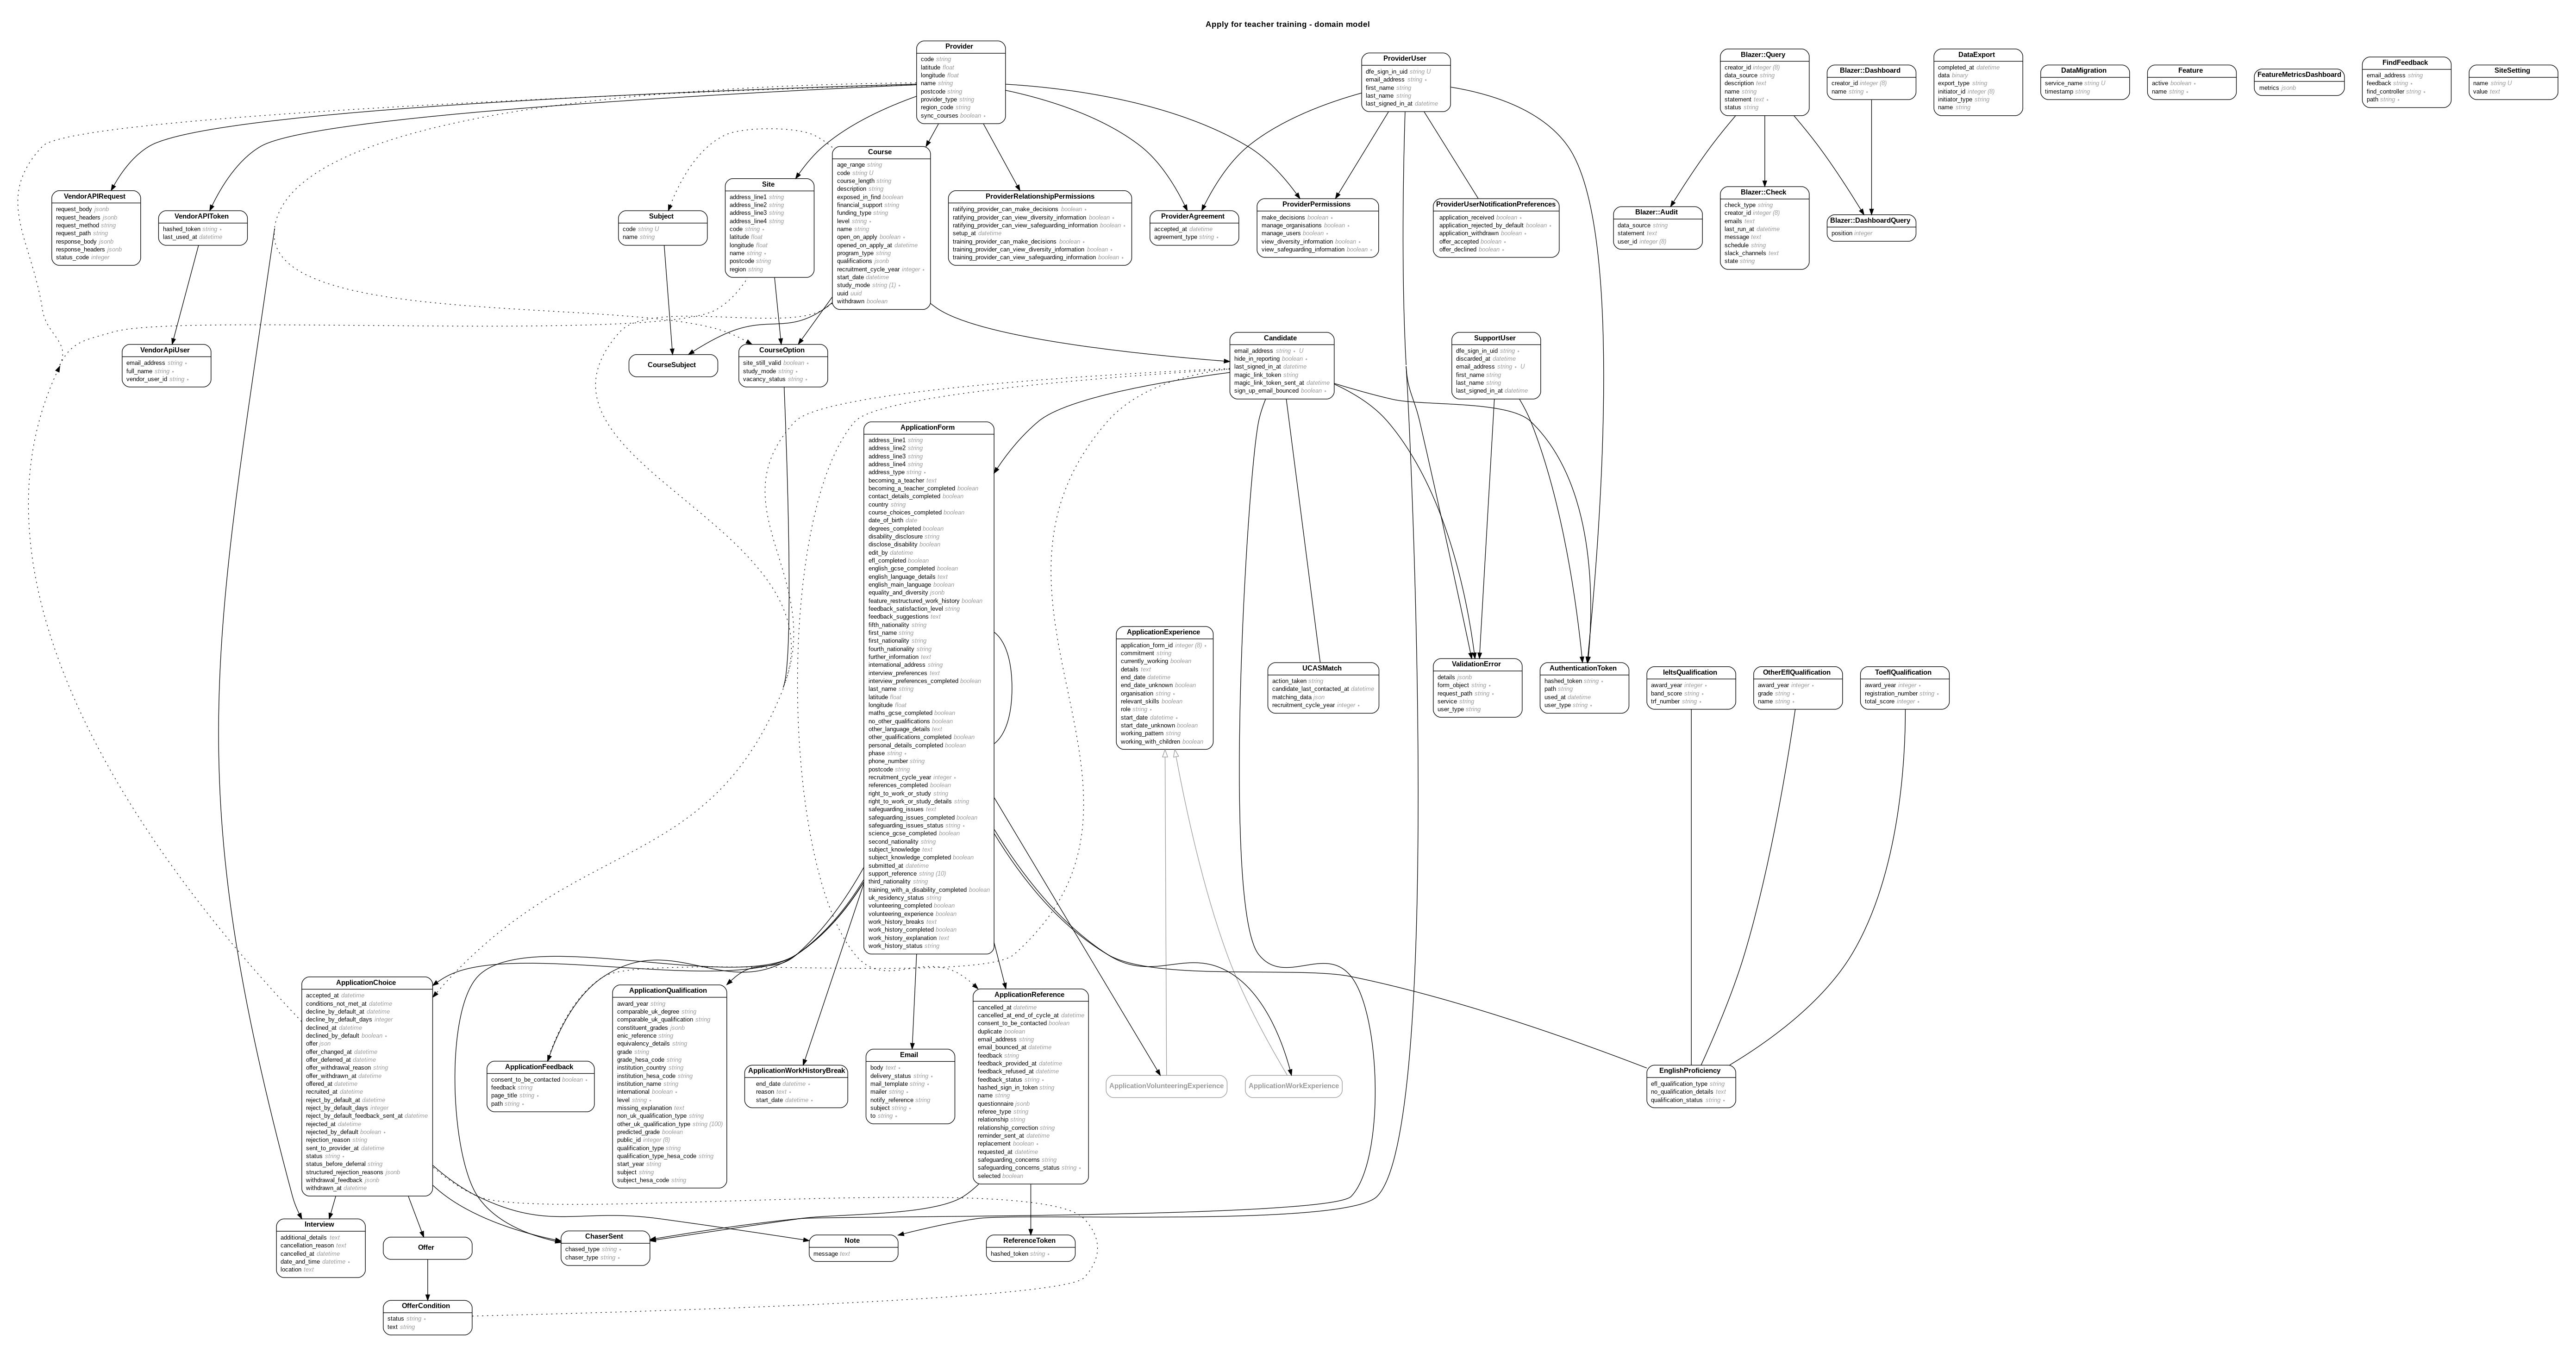 Apply for teacher training - domain model
Provider
code string
latitude float
longitude float
name string
postcode string
provider_type string
region_code string
sync_courses boolean ∗
ProviderUser
dfe_sign_in_uid string U
email_address string ∗
first_name string
last_name string
last_signed_in_at datetime
Blazer::Query
creator_id integer (8)
data_source string
description text
name string
statement text ∗
status string
Blazer::Dashboard
creator_id integer (8)
name string ∗
DataExport
completed_at datetime
data binary
export_type string
initiator_id integer (8)
initiator_type string
name string
DataMigration
service_name string U
timestamp string
Feature
active boolean ∗
name string ∗
FeatureMetricsDashboard
metrics jsonb
FindFeedback
email_address string
feedback string ∗
find_controller string ∗
path string ∗
SiteSetting
name string U
value text
VendorAPIRequest
request_body jsonb
request_headers jsonb
request_method string
request_path string
response_body jsonb
response_headers jsonb
status_code integer
VendorAPIToken
hashed_token string ∗
last_used_at datetime
Subject
code string U
name string
Site
address_line1 string
address_line2 string
address_line3 string
address_line4 string
code string ∗
latitude float
longitude float
name string ∗
postcode string
region string
Course
age_range string
code string U
course_length string
description string
exposed_in_find boolean
financial_support string
funding_type string
level string ∗
name string
open_on_apply boolean ∗
opened_on_apply_at datetime
program_type string
qualifications jsonb
recruitment_cycle_year integer ∗
start_date datetime
study_mode string (1) ∗
uuid uuid
withdrawn boolean
ProviderRelationshipPermissions
ratifying_provider_can_make_decisions boolean ∗
ratifying_provider_can_view_diversity_information boolean ∗
ratifying_provider_can_view_safeguarding_information boolean ∗
setup_at datetime
training_provider_can_make_decisions boolean ∗
training_provider_can_view_diversity_information boolean ∗
training_provider_can_view_safeguarding_information boolean ∗
ProviderAgreement
accepted_at datetime
agreement_type string ∗
ProviderPermissions
make_decisions boolean ∗
manage_organisations boolean ∗
manage_users boolean ∗
view_diversity_information boolean ∗
view_safeguarding_information boolean ∗
ProviderUserNotificationPreferences
application_received boolean ∗
application_rejected_by_default boolean ∗
application_withdrawn boolean ∗
offer_accepted boolean ∗
offer_declined boolean ∗
Blazer::Audit
data_source string
statement text
user_id integer (8)
Blazer::Check
check_type string
creator_id integer (8)
emails text
last_run_at datetime
message text
schedule string
slack_channels text
state string
Blazer::DashboardQuery
position integer
VendorApiUser
email_address string ∗
full_name string ∗
vendor_user_id string ∗
CourseSubject
CourseOption
site_still_valid boolean ∗
study_mode string ∗
vacancy_status string ∗
Candidate
email_address string ∗ U
hide_in_reporting boolean ∗
last_signed_in_at datetime
magic_link_token string
magic_link_token_sent_at datetime
sign_up_email_bounced boolean ∗
SupportUser
dfe_sign_in_uid string ∗
discarded_at datetime
email_address string ∗ U
first_name string
last_name string
last_signed_in_at datetime
ApplicationForm
address_line1 string
address_line2 string
address_line3 string
address_line4 string
address_type string ∗
becoming_a_teacher text
becoming_a_teacher_completed boolean
contact_details_completed boolean
country string
course_choices_completed boolean
date_of_birth date
degrees_completed boolean
disability_disclosure string
disclose_disability boolean
edit_by datetime
efl_completed boolean
english_gcse_completed boolean
english_language_details text
english_main_language boolean
equality_and_diversity jsonb
feature_restructured_work_history boolean
feedback_satisfaction_level string
feedback_suggestions text
fifth_nationality string
first_name string
first_nationality string
fourth_nationality string
further_information text
international_address string
interview_preferences text
interview_preferences_completed boolean
last_name string
latitude float
longitude float
maths_gcse_completed boolean
no_other_qualifications boolean
other_language_details text
other_qualifications_completed boolean
personal_details_completed boolean
phase string ∗
phone_number string
postcode string
recruitment_cycle_year integer ∗
references_completed boolean
right_to_work_or_study string
right_to_work_or_study_details string
safeguarding_issues text
safeguarding_issues_completed boolean
safeguarding_issues_status string ∗
science_gcse_completed boolean
second_nationality string
subject_knowledge text
subject_knowledge_completed boolean
submitted_at datetime
support_reference string (10)
third_nationality string
training_with_a_disability_completed boolean
uk_residency_status string
volunteering_completed boolean
volunteering_experience boolean
work_history_breaks text
work_history_completed boolean
work_history_explanation text
work_history_status string
ApplicationExperience
application_form_id integer (8) ∗
commitment string
currently_working boolean
details text
end_date datetime
end_date_unknown boolean
organisation string ∗
relevant_skills boolean
role string ∗
start_date datetime ∗
start_date_unknown boolean
working_pattern string
working_with_children boolean
UCASMatch
action_taken string
candidate_last_contacted_at datetime
matching_data json
recruitment_cycle_year integer ∗
ValidationError
details jsonb
form_object string ∗
request_path string ∗
service string
user_type string
AuthenticationToken
hashed_token string ∗
path string
used_at datetime
user_type string ∗
IeltsQualification
award_year integer ∗
band_score string ∗
trf_number string ∗
OtherEflQualification
award_year integer ∗
grade string ∗
name string ∗
ToeflQualification
award_year integer ∗
registration_number string ∗
total_score integer ∗
ApplicationChoice
accepted_at datetime
conditions_not_met_at datetime
decline_by_default_at datetime
decline_by_default_days integer
declined_at datetime
declined_by_default boolean ∗
offer json
offer_changed_at datetime
offer_deferred_at datetime
offer_withdrawal_reason string
offer_withdrawn_at datetime
offered_at datetime
recruited_at datetime
reject_by_default_at datetime
reject_by_default_days integer
reject_by_default_feedback_sent_at datetime
rejected_at datetime
rejected_by_default boolean ∗
rejection_reason string
sent_to_provider_at datetime
status string ∗
status_before_deferral string
structured_rejection_reasons jsonb
withdrawal_feedback jsonb
withdrawn_at datetime
ApplicationFeedback
consent_to_be_contacted boolean ∗
feedback string
page_title string ∗
path string ∗
ApplicationQualification
award_year string
comparable_uk_degree string
comparable_uk_qualification string
constituent_grades jsonb
enic_reference string
equivalency_details string
grade string
grade_hesa_code string
institution_country string
institution_hesa_code string
institution_name string
international boolean ∗
level string ∗
missing_explanation text
non_uk_qualification_type string
other_uk_qualification_type string (100)
predicted_grade boolean
public_id integer (8)
qualification_type string
qualification_type_hesa_code string
start_year string
subject string
subject_hesa_code string
ApplicationWorkHistoryBreak
end_date datetime ∗
reason text ∗
start_date datetime ∗
Email
body text ∗
delivery_status string ∗
mail_template string ∗
mailer string ∗
notify_reference string
subject string ∗
to string ∗
ApplicationReference
cancelled_at datetime
cancelled_at_end_of_cycle_at datetime
consent_to_be_contacted boolean
duplicate boolean
email_address string
email_bounced_at datetime
feedback string
feedback_provided_at datetime
feedback_refused_at datetime
feedback_status string ∗
hashed_sign_in_token string
name string
questionnaire jsonb
referee_type string
relationship string
relationship_correction string
reminder_sent_at datetime
replacement boolean ∗
requested_at datetime
safeguarding_concerns string
safeguarding_concerns_status string ∗
selected boolean
ApplicationVolunteeringExperience
ApplicationWorkExperience
EnglishProficiency
efl_qualification_type string
no_qualification_details text
qualification_status string ∗
Interview
additional_details text
cancellation_reason text
cancelled_at datetime
date_and_time datetime ∗
location text
Offer
ChaserSent
chased_type string ∗
chaser_type string ∗
Note
message text
ReferenceToken
hashed_token string ∗
OfferCondition
status string ∗
text string